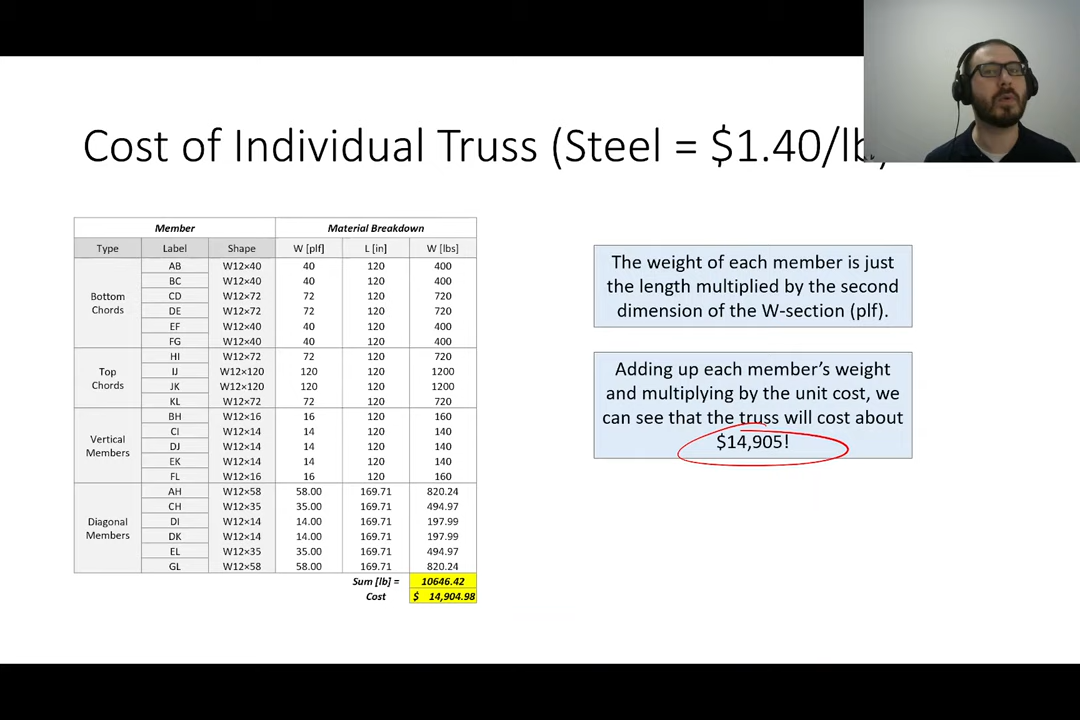 Cost of Individual Truss (Steel = $1.40/lb)
Member Material Breakdown
Type Label Shape W [plf] L [in] W [lbs]
Bottom Chords
AB W12×40 40 120 400
BC W12×40 40 120 400
CD W12×72 72 120 720
DE W12×72 72 120 720
EF W12×40 40 120 400
FG W12×40 40 120 400
Top Chords
HI W12×72 72 120 720
IJ W12×120 120 120 1200
JK W12×120 120 120 1200
KL W12×72 72 120 720
Vertical Members
BH W12×16 16 120 160
CI W12×14 14 120 140
DJ W12×14 14 120 140
EK W12×14 14 120 140
FL W12×16 16 120 160
Diagonal Members
AH W12×58 58.00 169.71 820.24
CH W12×35 35.00 169.71 494.97
DI W12×14 14.00 169.71 197.99
DK W12×14 14.00 169.71 197.99
EL W12×35 35.00 169.71 494.97
GL W12×58 58.00 169.71 820.24
Sum [lb] = 10646.42
Cost $ 14,904.98
The weight of each member is just
the length multiplied by the second
dimension of the W-section (plf).
Adding up each member's weight
and multiplying by the unit cost, we
can see that the truss will cost about
$14,905!